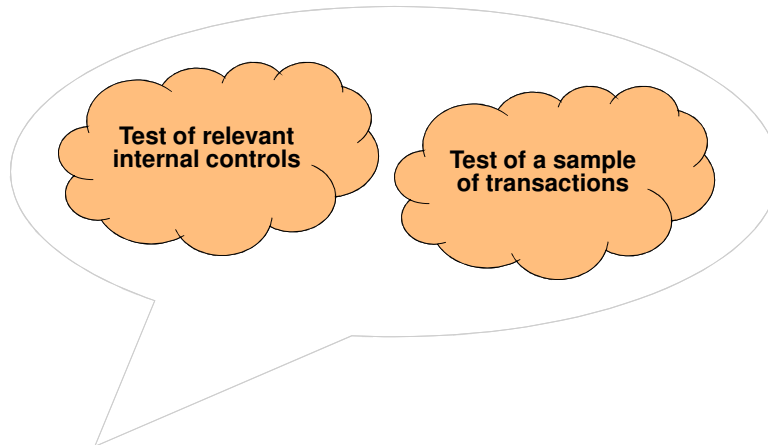 Test of relevant
internal controls
Test of a sample
of transactions